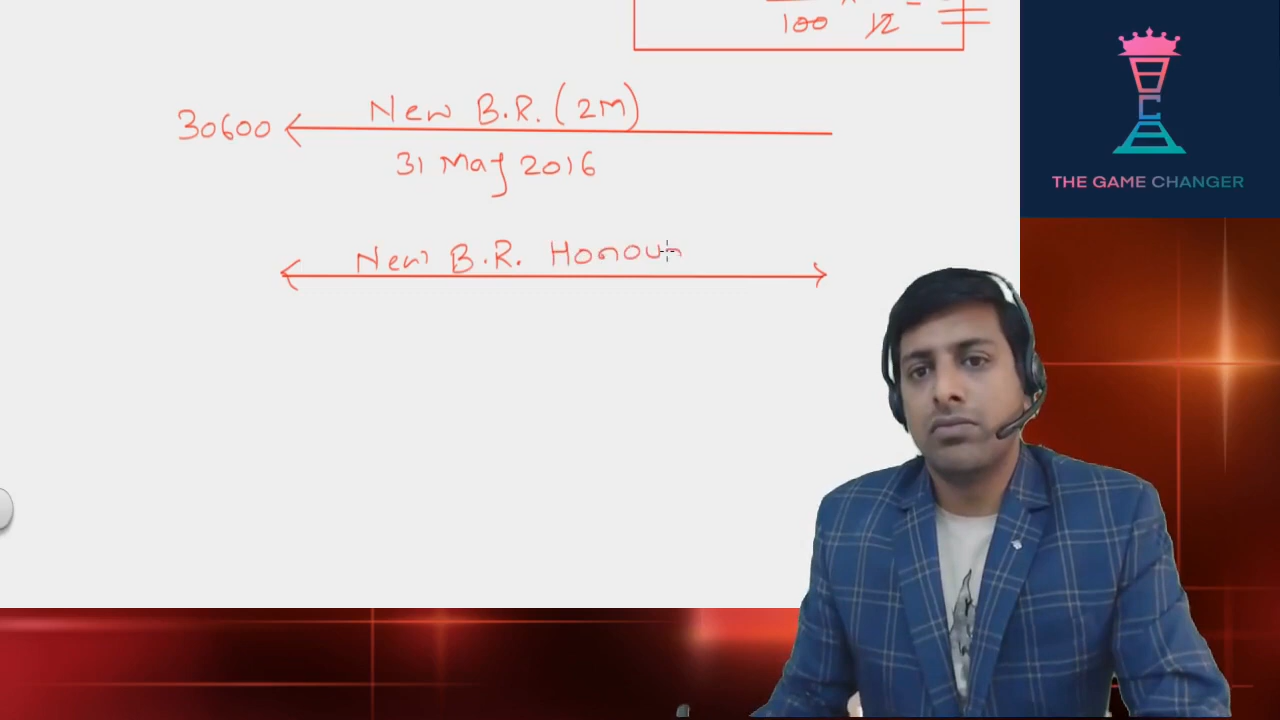 100 × 12 =
30600 New B.R. (2M)
31 May 2016
New B.R. Honour
THE GAME CHANGER